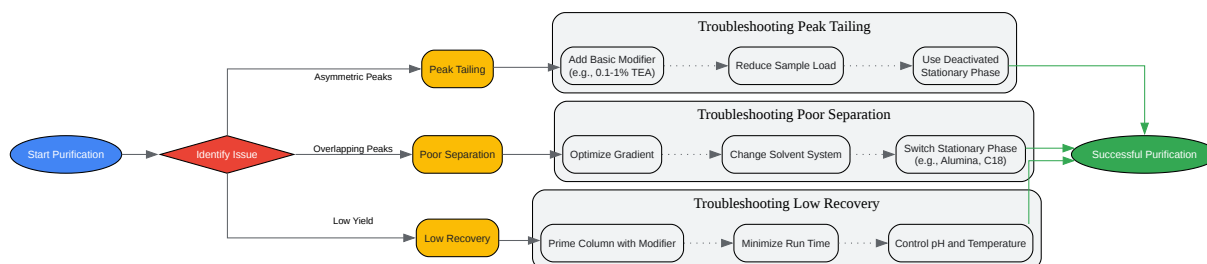 Start Purification
Identify Issue
Asymmetric Peaks
Peak Tailing
Troubleshooting Peak Tailing
Add Basic Modifier
(e.g., 0.1-1% TEA)
Reduce Sample Load
Use Deactivated
Stationary Phase
Overlapping Peaks
Poor Separation
Troubleshooting Poor Separation
Optimize Gradient
Change Solvent System
Switch Stationary Phase
(e.g., Alumina, C18)
Successful Purification
Low Yield
Low Recovery
Troubleshooting Low Recovery
Prime Column with Modifier
Minimize Run Time
Control pH and Temperature